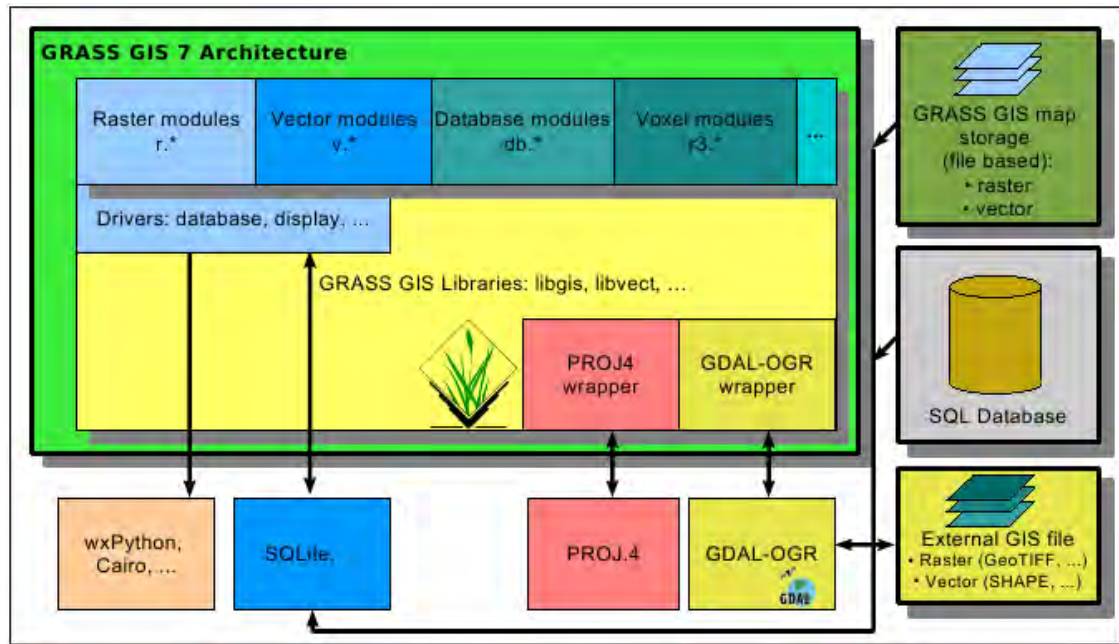 GRASS GIS 7 Architecture
Raster modules
r.*
Vector modules
v.*
Database modules
db.*
Voxel modules
r3.*
...
Drivers: database, display, ...
GRASS GIS Libraries: libgis, libvect, ...
PROJ4
wrapper
GDAL-OGR
wrapper
wxPython,
Cairo, ...
SQLite, ...
PROJ.4
GDAL-OGR
GDAL
GRASS GIS map
storage
(file based):
• raster
• vector
SQL Database
External GIS file
• Raster (GeoTIFF, ...)
• Vector (SHAPE, ...)